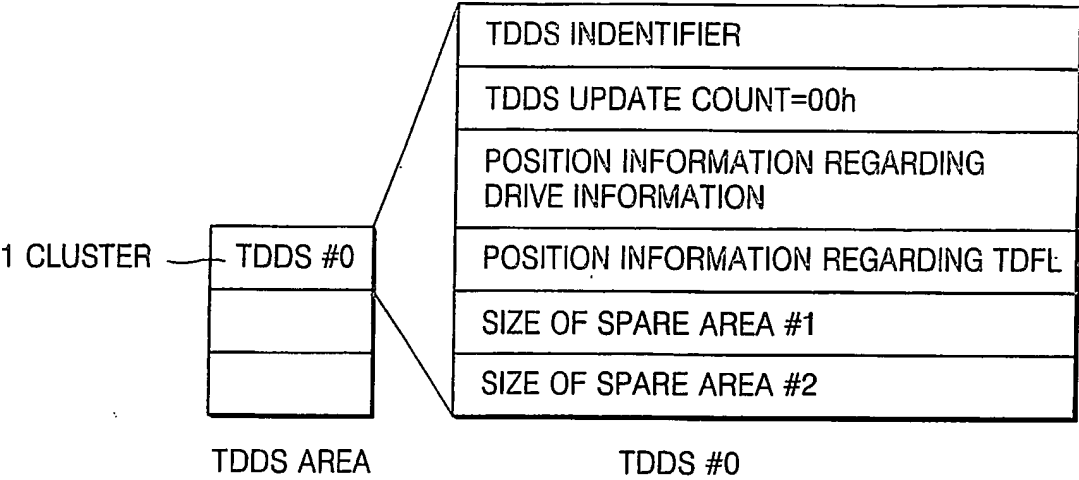 TDDS INDENTIFIER
TDDS UPDATE COUNT=00h
POSITION INFORMATION REGARDING
DRIVE INFORMATION
1 CLUSTER
TDDS #0
POSITION INFORMATION REGARDING TDFL
SIZE OF SPARE AREA #1
SIZE OF SPARE AREA #2
TDDS AREA
TDDS #0